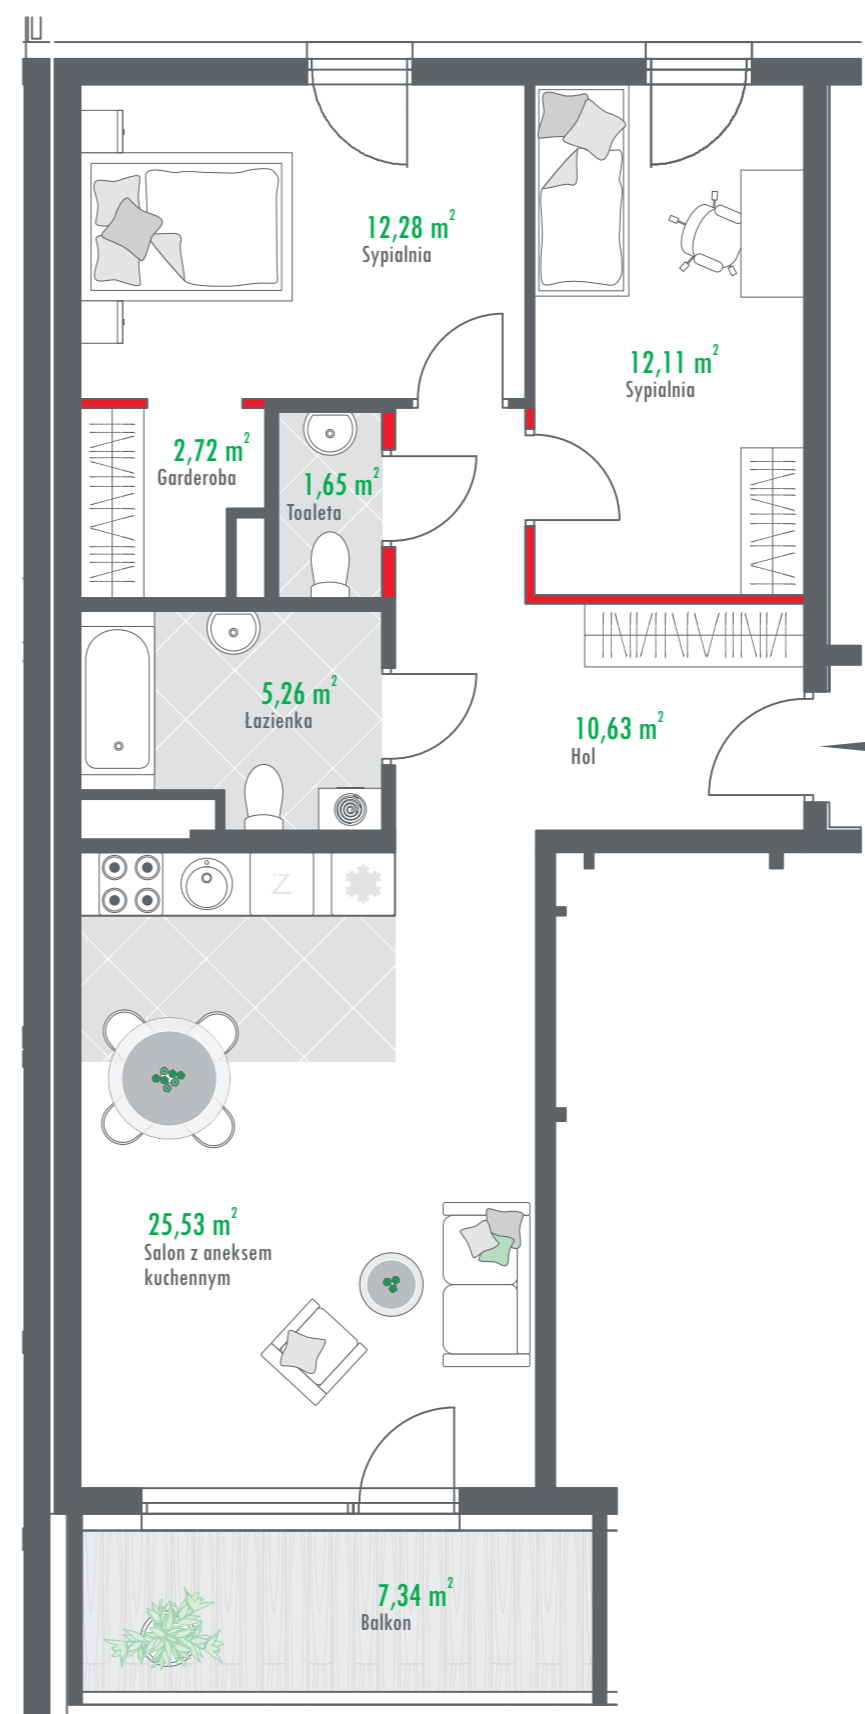 12,28 m²
Sypialnia
12,11 m²
Sypialnia
2,72 m²
Garderoba
1,65 m²
Toaleta
5,26 m²
Łazienka
10,63 m²
Hol
Z
25,53 m²
Salon z aneksem
kuchennym
7,34 m²
Balkon